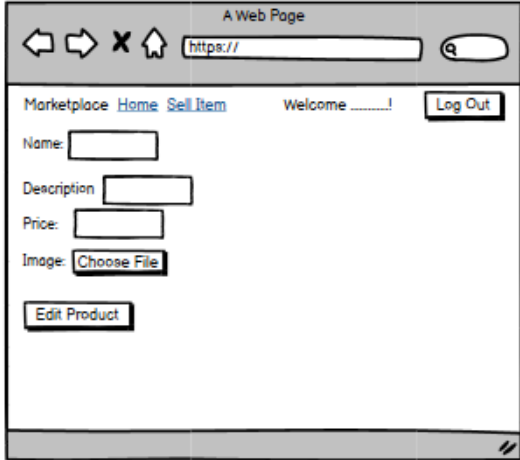 A Web Page
https://
Marketplace Home Sell Item Welcome ..........! Log Out
Name:
Description
Price:
Image: Choose File
Edit Product